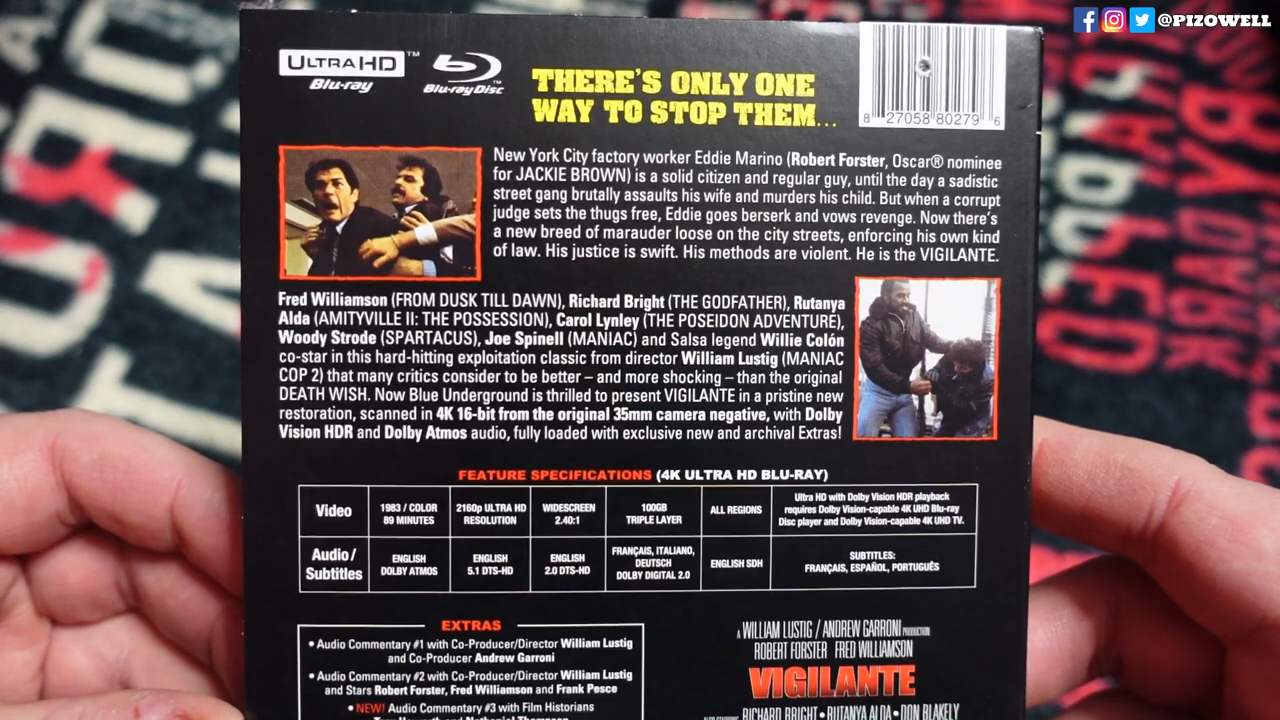 @PIZOWELL
ULTRA HD
Blu-ray
TM
Blu-ray Disc
TM
THERE'S ONLY ONE
WAY TO STOP THEM...
8 27058 80279 6
New York City factory worker Eddie Marino (Robert Forster, Oscar® nominee
for JACKIE BROWN) is a solid citizen and regular guy, until the day a sadistic
street gang brutally assaults his wife and murders his child. But when a corrupt
judge sets the thugs free, Eddie goes berserk and vows revenge. Now there's
a new breed of marauder loose on the city streets, enforcing his own kind
of law. His justice is swift. His methods are violent. He is the VIGILANTE.
Fred Williamson (FROM DUSK TILL DAWN), Richard Bright (THE GODFATHER), Rutanya
Alda (AMITYVILLE II: THE POSSESSION), Carol Lynley (THE POSEIDON ADVENTURE),
Woody Strode (SPARTACUS), Joe Spinell (MANIAC) and Salsa legend Willie Colón
co-star in this hard-hitting exploitation classic from director William Lustig (MANIAC
COP 2) that many critics consider to be better – and more shocking – than the original
DEATH WISH. Now Blue Underground is thrilled to present VIGILANTE in a pristine new
restoration, scanned in 4K 16-bit from the original 35mm camera negative, with Dolby
Vision HDR and Dolby Atmos audio, fully loaded with exclusive new and archival Extras!
FEATURE SPECIFICATIONS (4K ULTRA HD BLU-RAY)
Video
1983 / COLOR
89 MINUTES
2160p ULTRA HD
RESOLUTION
WIDESCREEN
2.40:1
100GB
TRIPLE LAYER
ALL REGIONS
Ultra HD with Dolby Vision HDR playback
requires Dolby Vision-capable 4K UHD Blu-ray
Disc player and Dolby Vision-capable 4K UHD TV.
Audio /
Subtitles
ENGLISH
DOLBY ATMOS
ENGLISH
5.1 DTS-HD
ENGLISH
2.0 DTS-HD
FRANÇAIS, ITALIANO,
DEUTSCH
DOLBY DIGITAL 2.0
ENGLISH SDH
SUBTITLES:
FRANÇAIS, ESPAÑOL, PORTUGUÊS
EXTRAS
• Audio Commentary #1 with Co-Producer/Director William Lustig
and Co-Producer Andrew Garroni
• Audio Commentary #2 with Co-Producer/Director William Lustig
and Stars Robert Forster, Fred Williamson and Frank Pesce
• NEW! Audio Commentary #3 with Film Historians
A WILLIAM LUSTIG / ANDREW GARRONI PRODUCTION
ROBERT FORSTER FRED WILLIAMSON
VIGILANTE
RICHARD BRIGHT • RUTANYA ALDA • DON BLAKELY